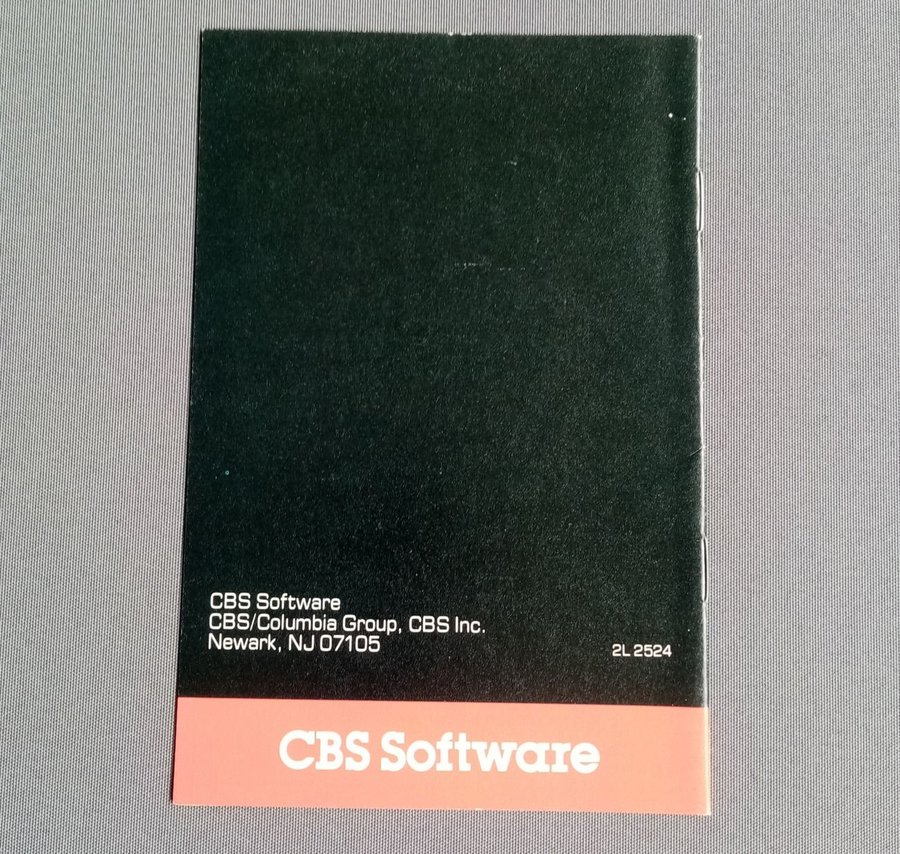 CBS Software
CBS/Columbia Group, CBS Inc.
Newark, NJ 07105
2L 2524
CBS Software